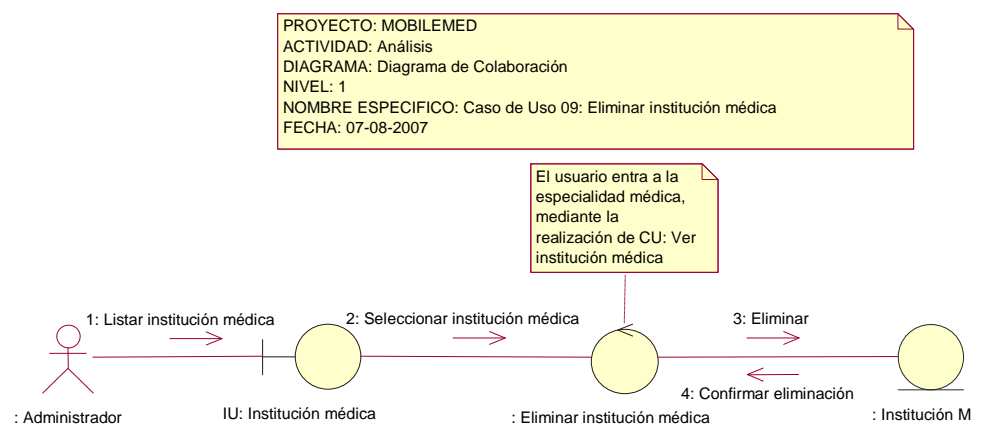 PROYECTO: MOBILEMED
ACTIVIDAD: Análisis
DIAGRAMA: Diagrama de Colaboración
NIVEL: 1
NOMBRE ESPECIFICO: Caso de Uso 09: Eliminar institución médica
FECHA: 07-08-2007
El usuario entra a la
especialidad médica,
mediante la
realización de CU: Ver
institución médica
1: Listar institución médica
2: Seleccionar institución médica
3: Eliminar
4: Confirmar eliminación
: Administrador
IU: Institución médica
: Eliminar institución médica
: Institución M